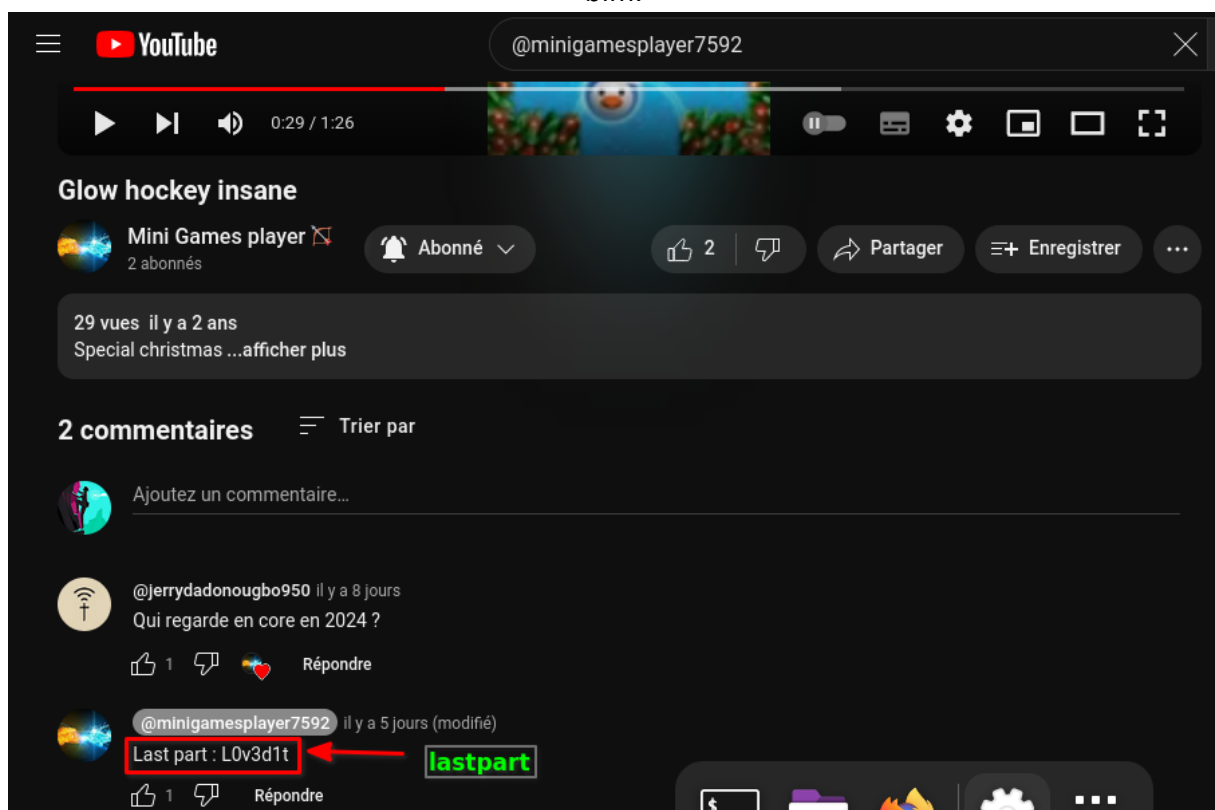 YouTube
@minigamesplayer7592
0:29 / 1:26
Glow hockey insane
Mini Games player
2 abonnés
Abonné
2
Partager
Enregistrer
29 vues il y a 2 ans
Special christmas ...afficher plus
2 commentaires
Trier par
Ajoutez un commentaire...
@jerrydadonougbo950 il y a 8 jours
Qui regarde en core en 2024 ?
1
Répondre
@minigamesplayer7592 il y a 5 jours (modifié)
Last part : L0v3d1t
lastpart
1
Répondre
$